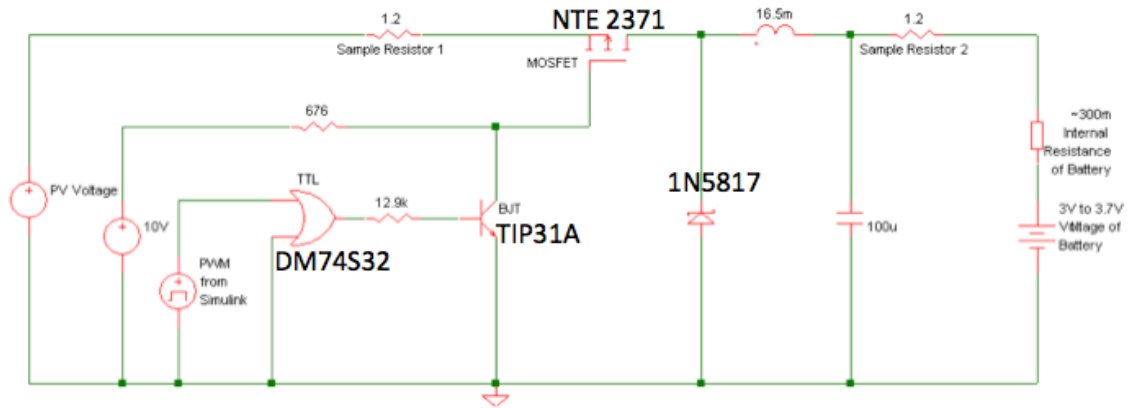 1.2
Sample Resistor 1
NTE 2371
MOSFET
16.5m
1.2
Sample Resistor 2
676
~300m
Internal
Resistance
of Battery
PV Voltage
10V
TTL
12.9k
DM74S32
BJT
TIP31A
1N5817
100u
3V to 3.7V
Voltage of
Battery
PWM
from
Simulink